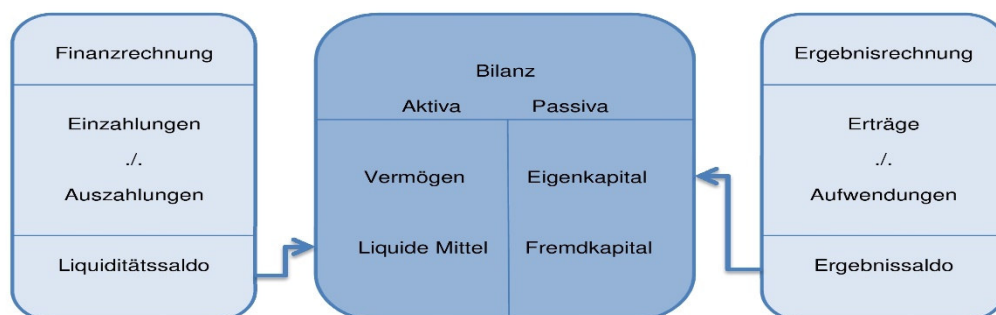 Finanzrechnung
Einzahlungen
./.
Auszahlungen
Liquiditätssaldo
Bilanz
Aktiva Passiva
Vermögen Eigenkapital
Liquide Mittel Fremdkapital
Ergebnisrechnung
Erträge
./.
Aufwendungen
Ergebnissaldo